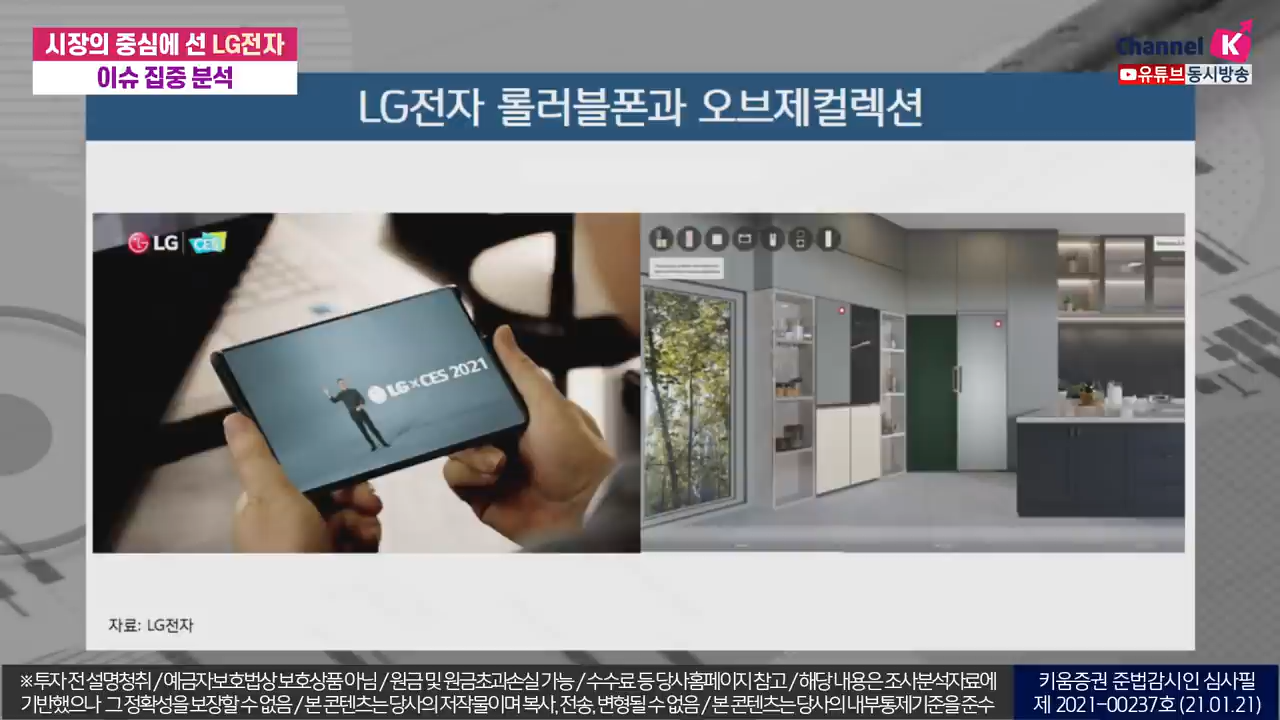 시장의 중심에 선 LG전자
이슈 집중 분석
Channel K
유튜브동시방송
LG전자 롤러블폰과 오브제컬렉션
LG CES
LG×CES 2021
자료: LG전자
※투자 전 설명청취 / 예금자보호법상 보호상품 아님 / 원금 및 원금초과손실 가능 / 수수료 등 당사홈페이지 참고 / 해당 내용은 조사분석자료에
기반했으나 그 정확성을 보장할 수 없음 / 본 콘텐츠는 당사의 저작물이며 복사, 전송, 변형될 수 없음 / 본 콘텐츠는 당사의 내부통제기준을 준수
키움증권 준법감시인 심사필
제 2021-00237호 (21.01.21)